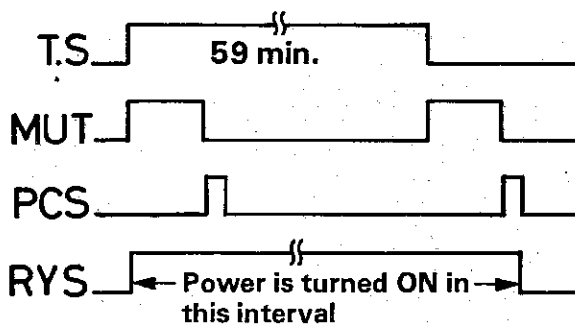 T.S
59 min.
MUT
PCS
RYS
Power is turned ON in
this interval